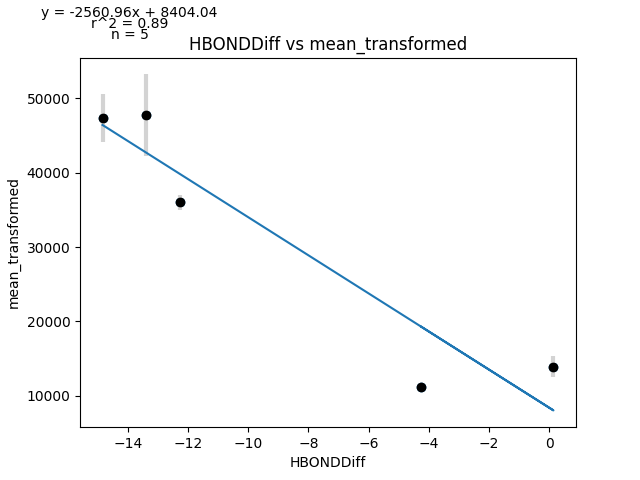 y = -2560.96x + 8404.04
r^2 = 0.89
n = 5
HBONDDiff vs mean_transformed
50000
40000
30000
20000
10000
mean_transformed
−14
−12
−10
−8
−6
−4
−2
0
HBONDDiff